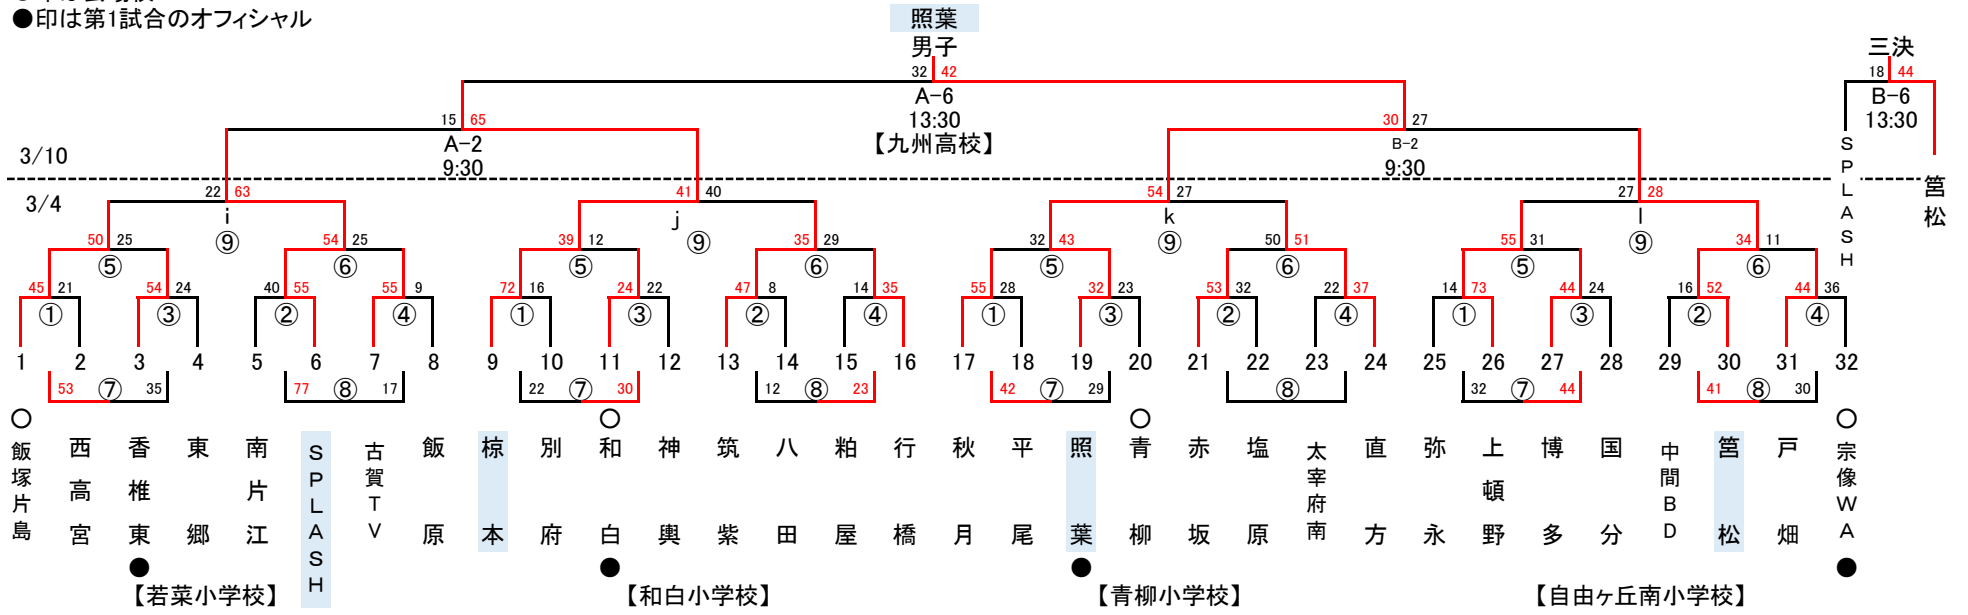 ●印は第1試合のオフィシャル
照葉
男子
三決
32 42
18 44
A-6
B-6
13:30
13:30
【九州高校】
15 65
30 27
A-2
B-2
9:30
9:30
3/10
3/4
SPLASH
筥松
22 63
41 40
54 27
27 28
i
j
k
l
⑨ ⑨ ⑨ ⑨
50 25 54 25 39 12 35 29 32 43 50 51 55 31 34 11
⑤ ⑥ ⑤ ⑥ ⑤ ⑥ ⑤ ⑥
45 21 54 24 40 55 55 9 72 16 24 22 47 8 14 35 55 28 32 23 53 32 22 37 14 73 44 24 16 52 44 36
① ③ ② ④ ① ③ ② ④ ① ③ ② ④ ① ③ ② ④
1 2 3 4 5 6 7 8 9 10 11 12 13 14 15 16 17 18 19 20 21 22 23 24 25 26 27 28 29 30 31 32
53 ⑦ 35 77 ⑧ 17 22 ⑦ 30 12 ⑧ 23 42 ⑦ 29 ⑧ 32 ⑦ 44 41 ⑧ 30
○ ○ ○ ○
飯塚片島
西高宮
香椎東
東郷
南片江
SPLASH
古賀TV
飯原
椋本
別府
和白
神興
筑紫
八田
粕屋
行橋
秋月
平尾
照葉
青柳
赤坂
塩原
太宰府南
直方
弥永
上頓野
博多
国分
中間BD
筥松
戸畑
宗像WA
● ● ● ●
【若菜小学校】
【和白小学校】
【青柳小学校】
【自由ヶ丘南小学校】